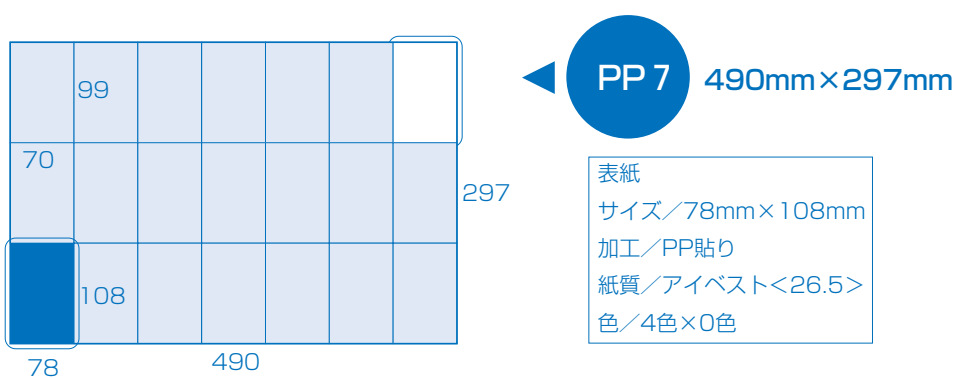 99
70
297
108
78
490
PP 7
490mm×297mm
表紙
サイズ／78mm×108mm
加工／PP貼り
紙質／アイベスト＜26.5＞
色／4色×0色